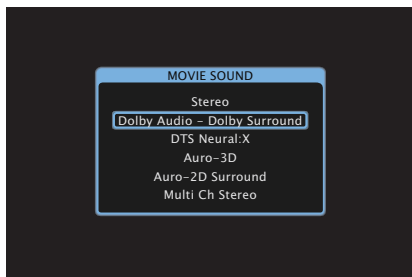 MOVIE SOUND
Stereo
Dolby Audio – Dolby Surround
DTS Neural:X
Auro-3D
Auro-2D Surround
Multi Ch Stereo